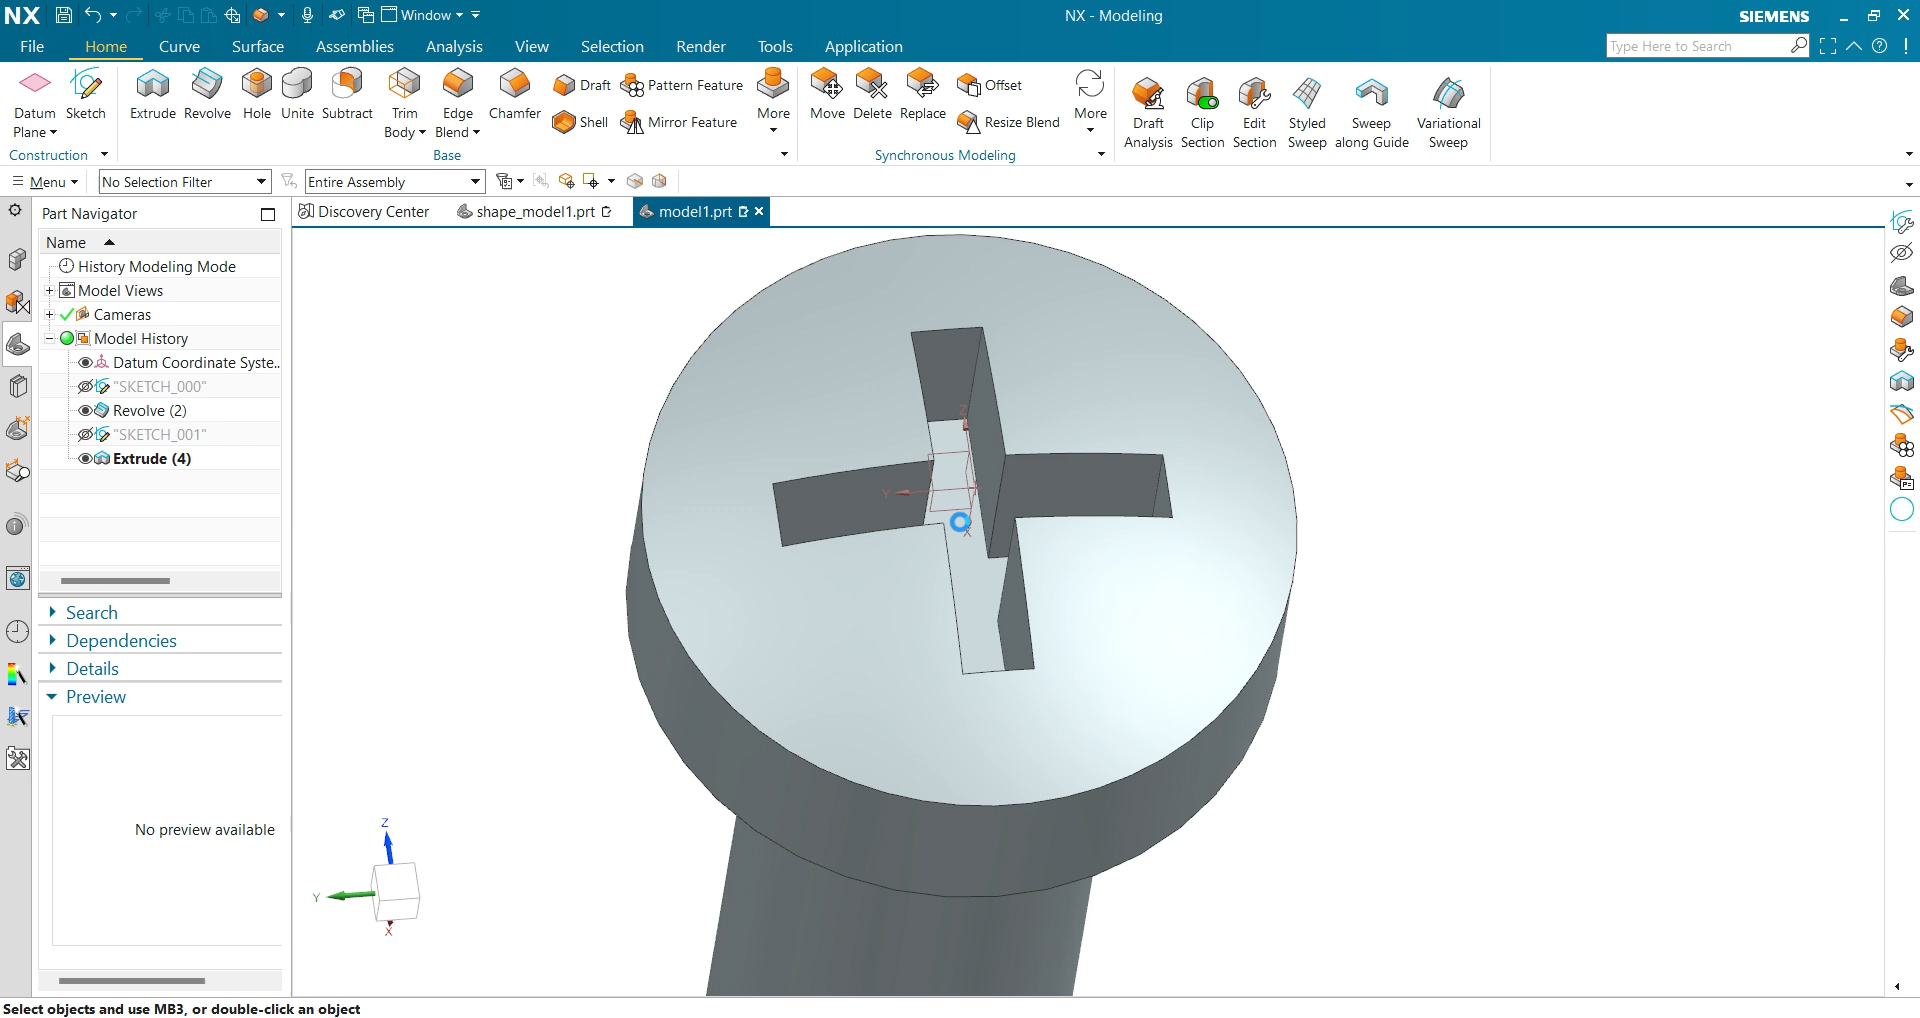 NX
Window
NX - Modeling
SIEMENS
File
Home
Curve
Surface
Assemblies
Analysis
View
Selection
Render
Tools
Application
Type Here to Search
Datum
Plane
Sketch
Extrude
Revolve
Hole
Unite
Subtract
Trim
Body
Edge
Blend
Chamfer
Draft
Shell
Pattern Feature
Mirror Feature
More
Move
Delete
Replace
Offset
Resize Blend
More
Draft
Analysis
Clip
Section
Edit
Section
Styled
Sweep
Sweep
along Guide
Variational
Sweep
Construction
Base
Synchronous Modeling
Menu
No Selection Filter
Entire Assembly
Part Navigator
Discovery Center
shape_model1.prt
model1.prt
Name
History Modeling Mode
Model Views
Cameras
Model History
Datum Coordinate Syste..
"SKETCH_000"
Revolve (2)
"SKETCH_001"
Extrude (4)
Search
Dependencies
Details
Preview
No preview available
Z
Y
X
Z
Y
X
Select objects and use MB3, or double-click an object